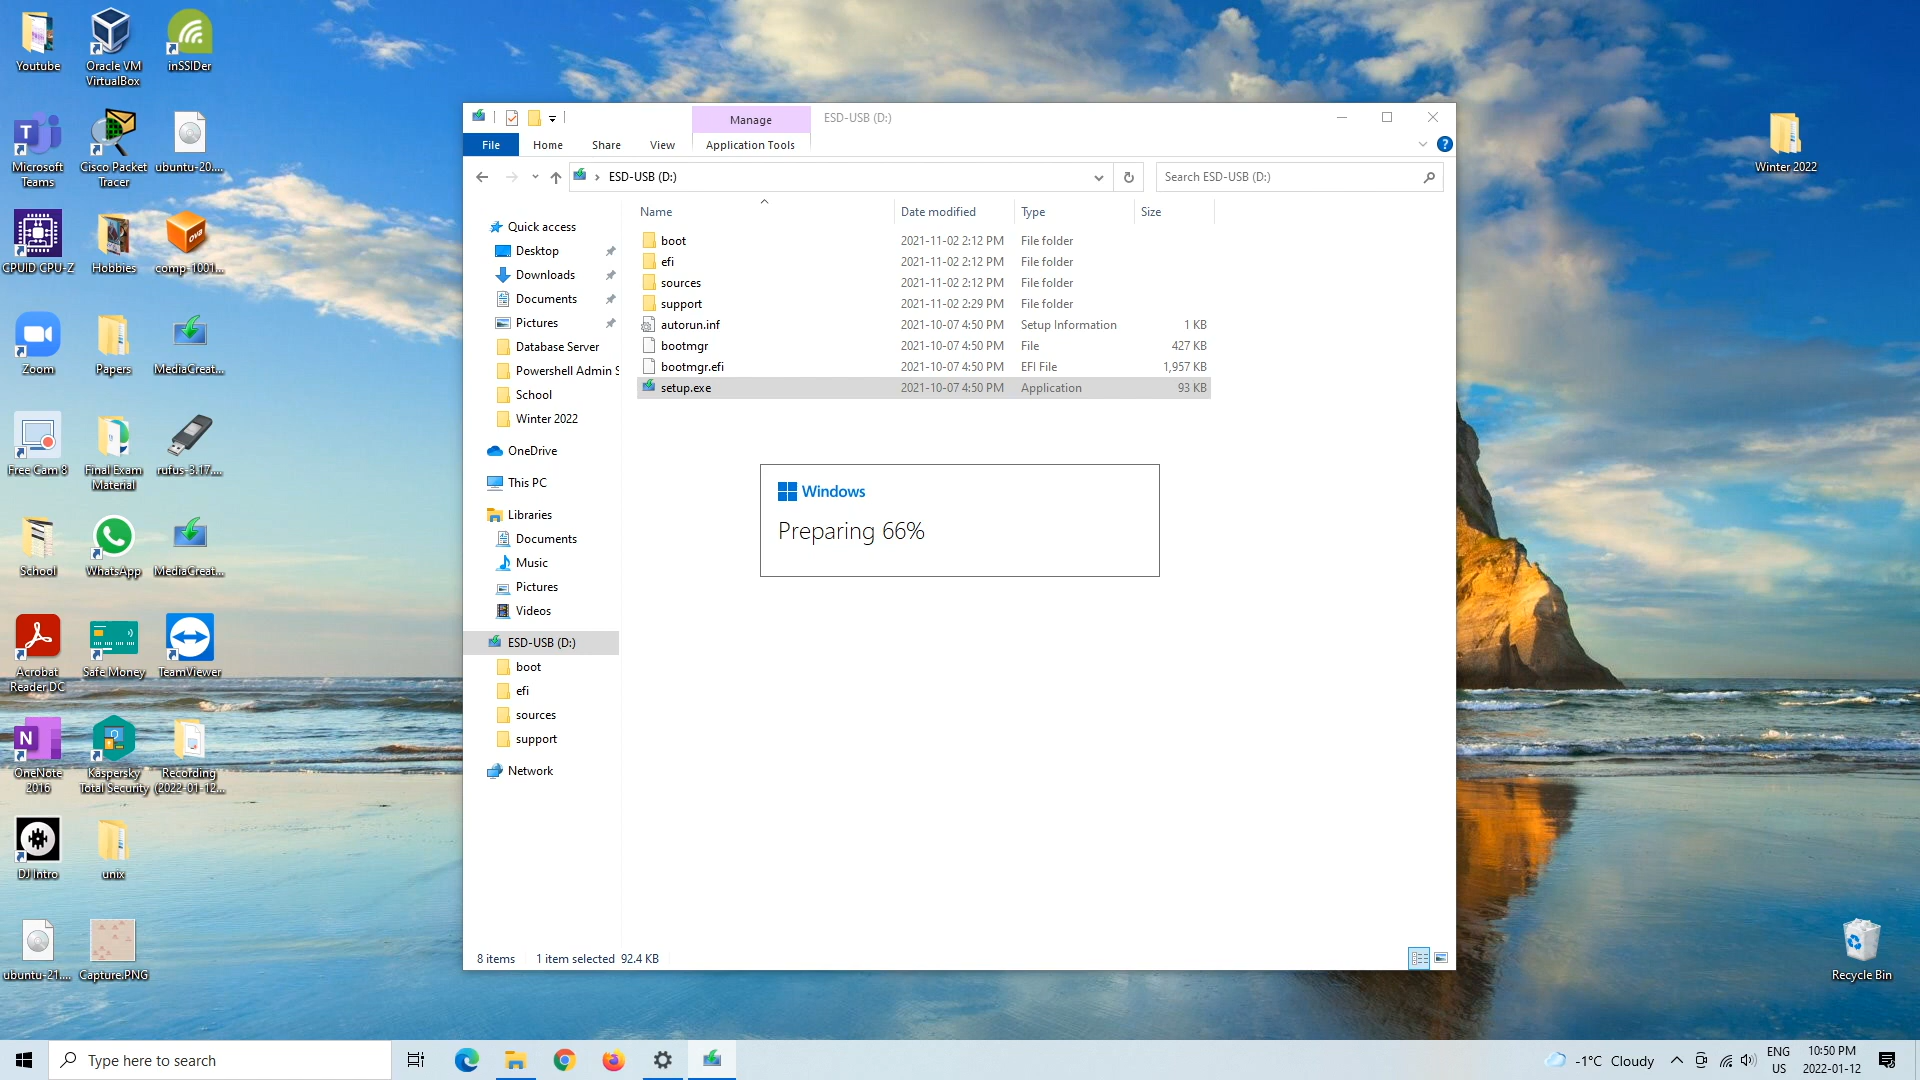 Youtube
Oracle VM
VirtualBox
inSSIDer
Microsoft
Teams
Cisco Packet
Tracer
ubuntu-20....
CPUID CPU-Z
Hobbies
comp-1001...
ova
Zoom
Papers
MediaCreat...
Free Cam 8
Final Exam
Material
rufus-3.17....
School
WhatsApp
MediaCreat...
Acrobat
Reader DC
Safe Money
TeamViewer
OneNote
2016
Kaspersky
Total Security
Recording
(2022-01-12...
DJ Intro
unix
ubuntu-21....
Capture.PNG
Manage
ESD-USB (D:)
File
Home
Share
View
Application Tools
ESD-USB (D:)
Search ESD-USB (D:)
Quick access
Desktop
Downloads
Documents
Pictures
Database Server
Powershell Admin S
School
Winter 2022
OneDrive
This PC
Libraries
Documents
Music
Pictures
Videos
ESD-USB (D:)
boot
efi
sources
support
Network
Name Date modified Type Size
boot 2021-11-02 2:12 PM File folder
efi 2021-11-02 2:12 PM File folder
sources 2021-11-02 2:12 PM File folder
support 2021-11-02 2:29 PM File folder
autorun.inf 2021-10-07 4:50 PM Setup Information 1 KB
bootmgr 2021-10-07 4:50 PM File 427 KB
bootmgr.efi 2021-10-07 4:50 PM EFI File 1,957 KB
setup.exe 2021-10-07 4:50 PM Application 93 KB
Windows
Preparing 66%
8 items 1 item selected 92.4 KB
Winter 2022
Recycle Bin
Type here to search
-1°C Cloudy
ENG
US
10:50 PM
2022-01-12